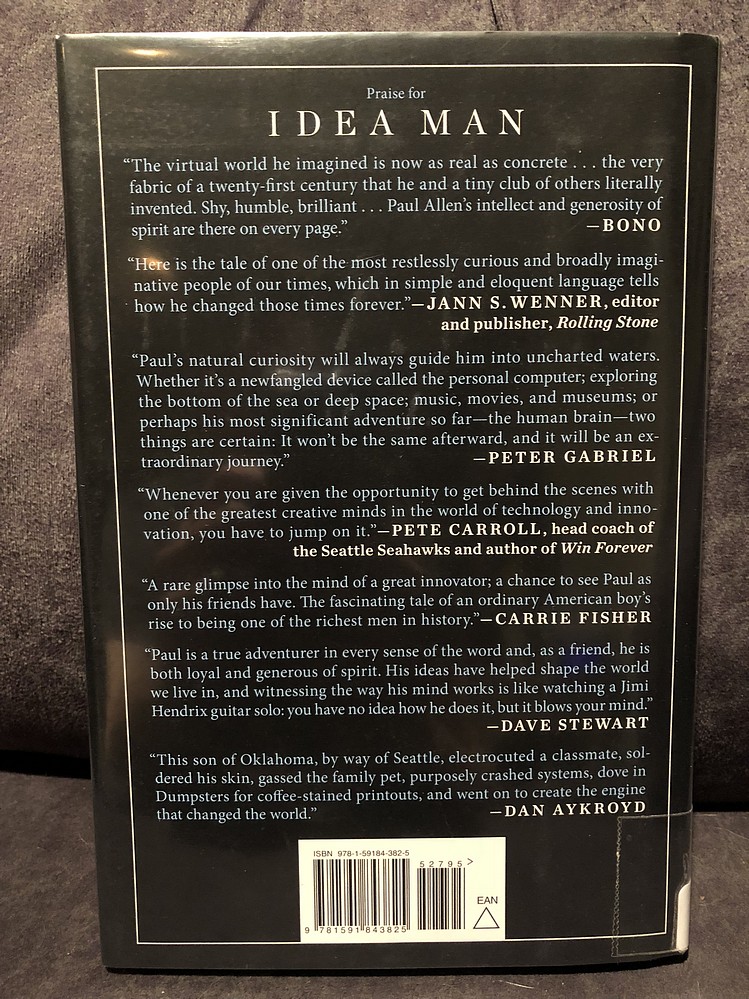 Praise for
IDEA MAN
“The virtual world he imagined is now as real as concrete . . . the very
fabric of a twenty-first century that he and a tiny club of others literally
invented. Shy, humble, brilliant . . . Paul Allen’s intellect and generosity of
spirit are there on every page.” —BONO
“Here is the tale of one of the most restlessly curious and broadly imagi-
native people of our times, which in simple and eloquent language tells
how he changed those times forever.”—JANN S. WENNER, editor
and publisher, Rolling Stone
“Paul’s natural curiosity will always guide him into uncharted waters.
Whether it’s a newfangled device called the personal computer; exploring
the bottom of the sea or deep space; music, movies, and museums; or
perhaps his most significant adventure so far—the human brain—two
things are certain: It won’t be the same afterward, and it will be an ex-
traordinary journey.” —PETER GABRIEL
“Whenever you are given the opportunity to get behind the scenes with
one of the greatest creative minds in the world of technology and inno-
vation, you have to jump on it.”—PETE CARROLL, head coach of
the Seattle Seahawks and author of Win Forever
“A rare glimpse into the mind of a great innovator; a chance to see Paul as
only his friends have. The fascinating tale of an ordinary American boy’s
rise to being one of the richest men in history.”—CARRIE FISHER
“Paul is a true adventurer in every sense of the word and, as a friend, he is
both loyal and generous of spirit. His ideas have helped shape the world
we live in, and witnessing the way his mind works is like watching a Jimi
Hendrix guitar solo: you have no idea how he does it, but it blows your mind.”
—DAVE STEWART
“This son of Oklahoma, by way of Seattle, electrocuted a classmate, sol-
dered his skin, gassed the family pet, purposely crashed systems, dove in
Dumpsters for coffee-stained printouts, and went on to create the engine
that changed the world.” —DAN AYKROYD
ISBN 978-1-59184-382-5
52795>
EAN
9 781591 843825